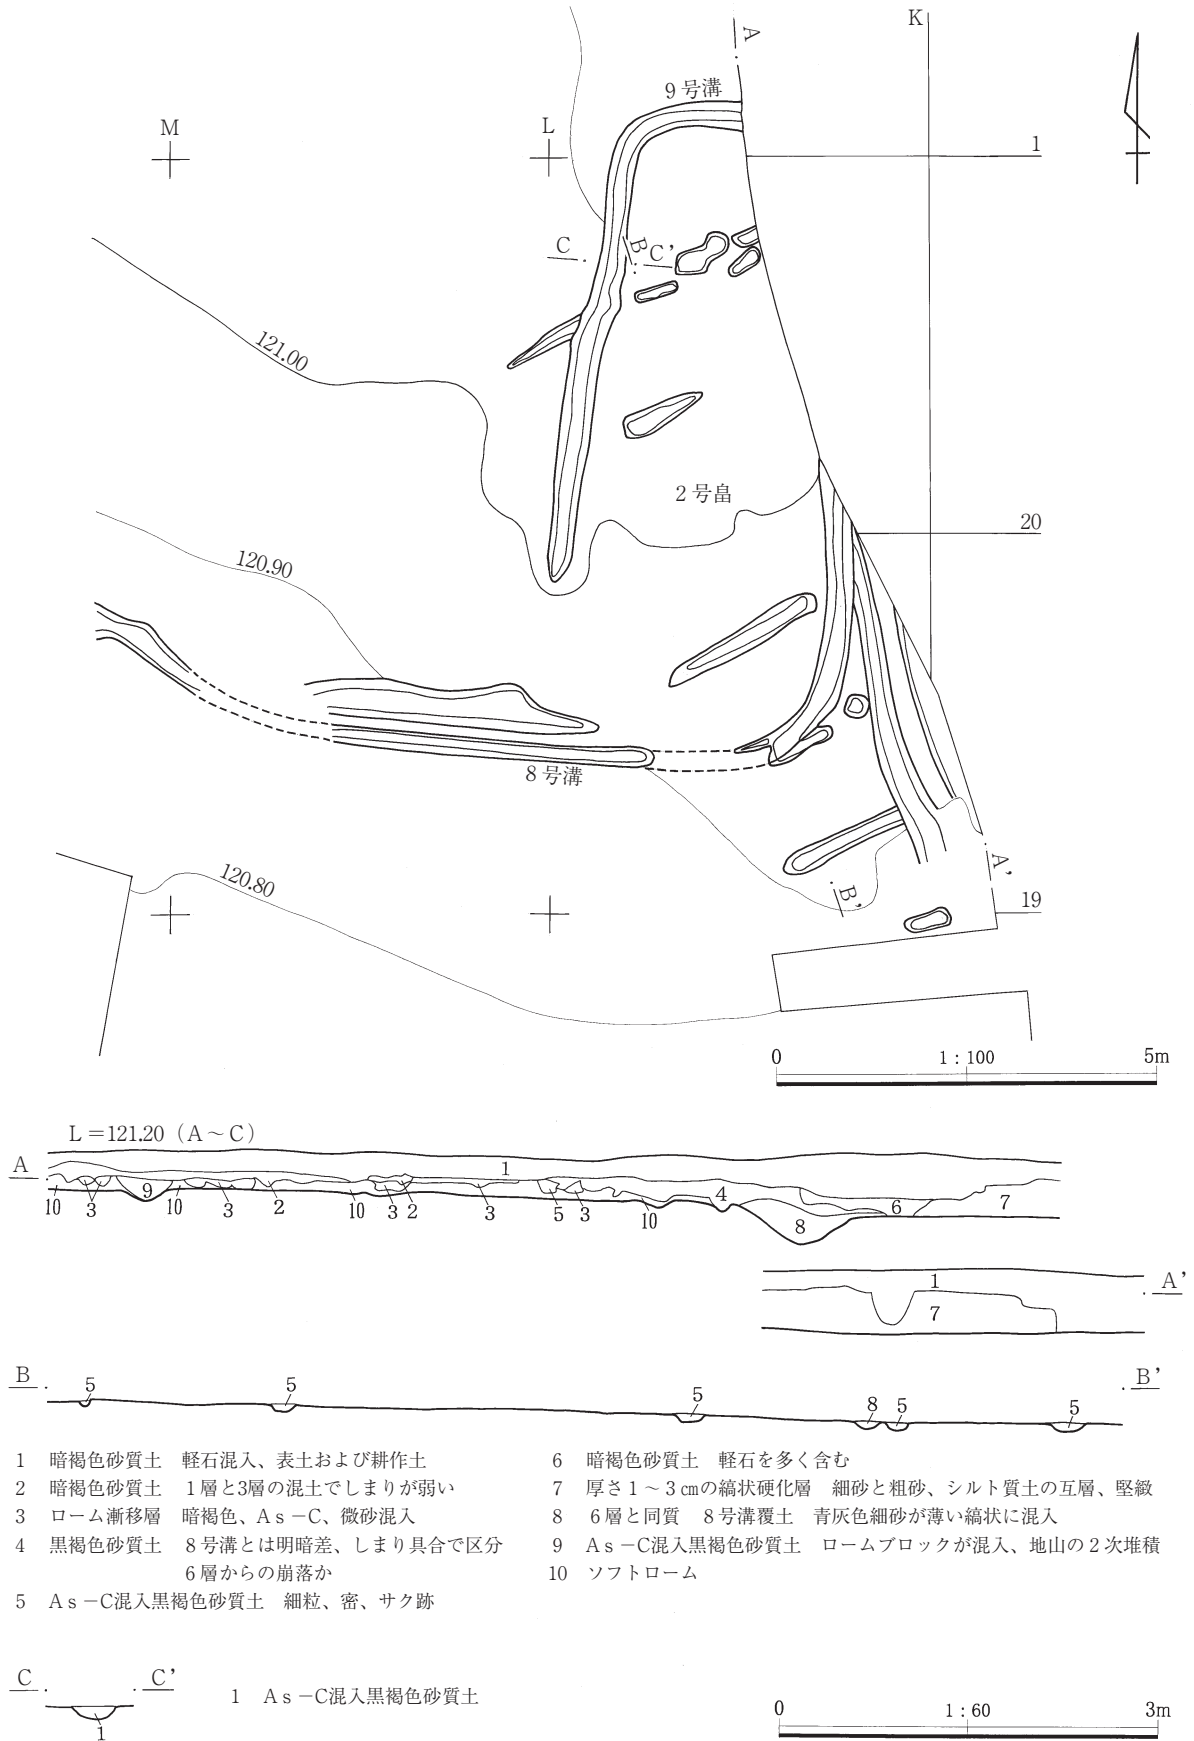 A
K
9号溝
M
L
1
C
B
C'
121.00
2号畠
20
120.90
8号溝
A'
B'
120.80
19
0 1：100 5m
L＝121.20（A～C）
A
1
10 3 9 10 3 2 10 3 2 3 5 3 10 4 8 6 7
1
A'
7
B
5 5 5 8 5 5
B'
1 暗褐色砂質土 軽石混入、表土および耕作土
2 暗褐色砂質土 1層と3層の混土でしまりが弱い
3 ローム漸移層 暗褐色、As－C、微砂混入
4 黒褐色砂質土 8号溝とは明暗差、しまり具合で区分
6層からの崩落か
5 As－C混入黒褐色砂質土 細粒、密、サク跡
6 暗褐色砂質土 軽石を多く含む
7 厚さ1～3㎝の縞状硬化層 細砂と粗砂、シルト質土の互層、堅緻
8 6層と同質 8号溝覆土 青灰色細砂が薄い縞状に混入
9 As－C混入黒褐色砂質土 ロームブロックが混入、地山の2次堆積
10 ソフトローム
C C'
1
1 As－C混入黒褐色砂質土
0 1：60 3m